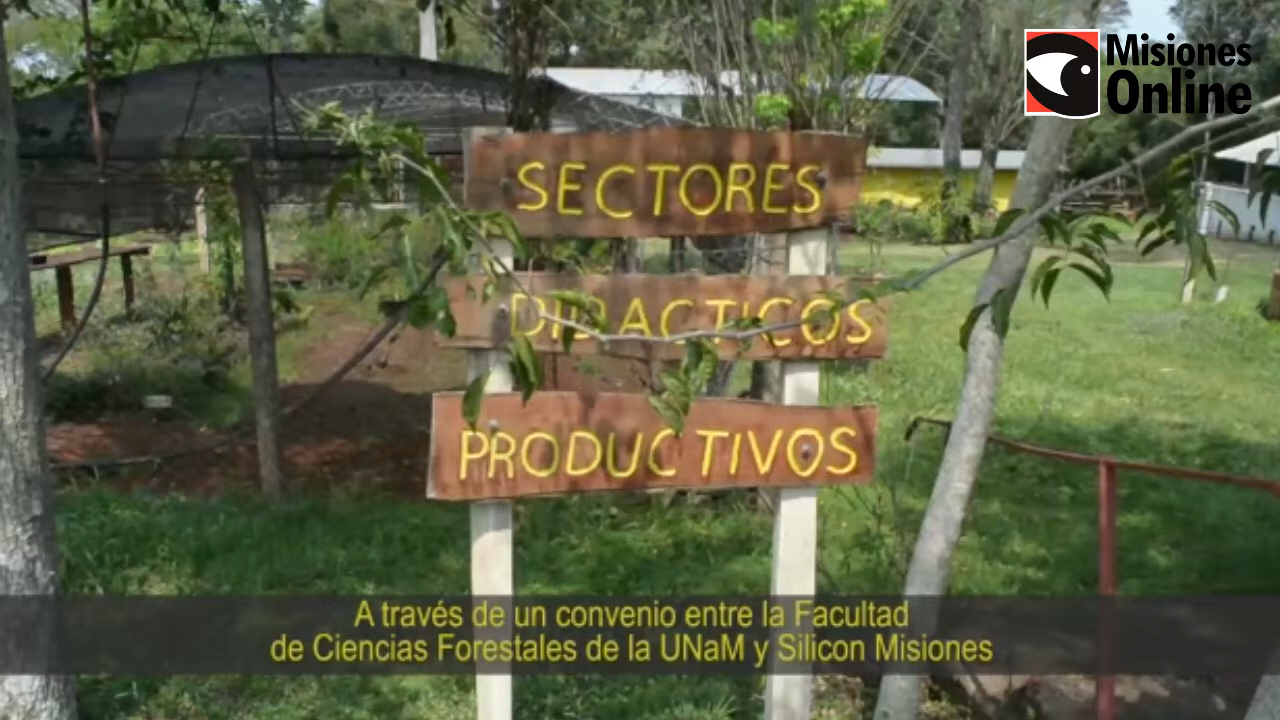 Misiones
Online
SECTORES
DIDACTICOS
PRODUCTIVOS
A través de un convenio entre la Facultad
de Ciencias Forestales de la UNaM y Silicon Misiones